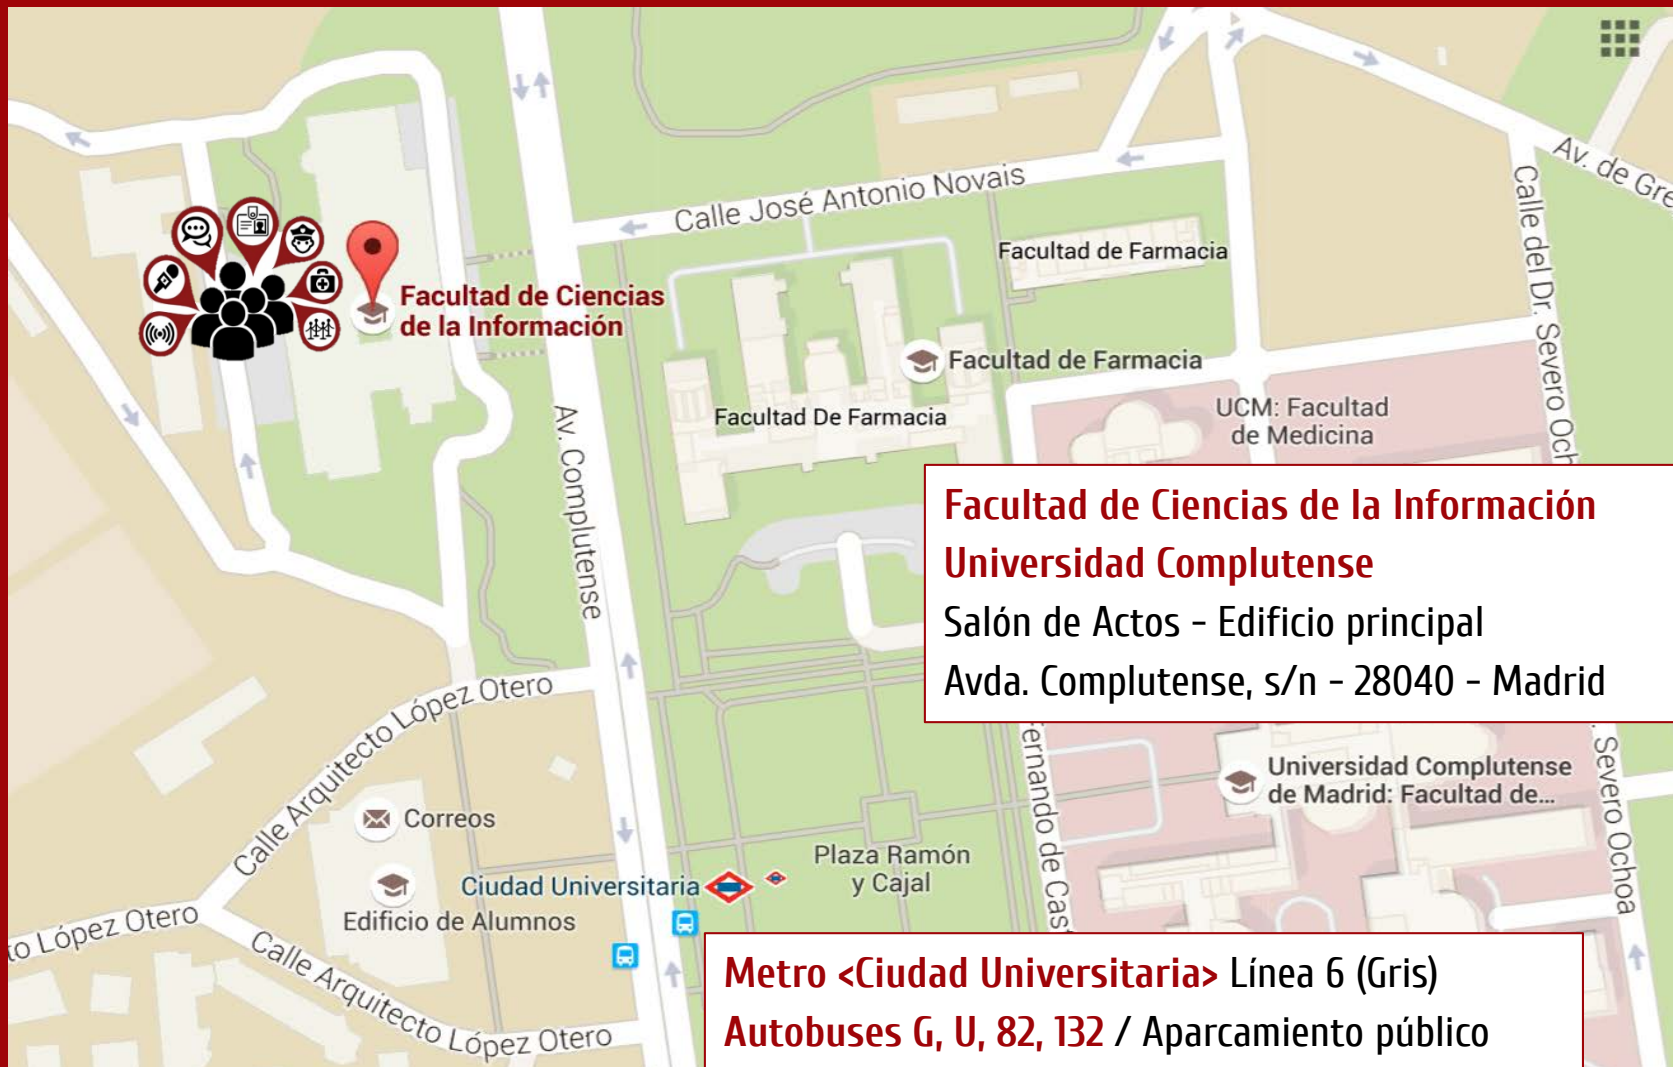 Av. de Gre
Calle José Antonio Novais
Calle del Dr. Severo Och
Facultad de Farmacia
Facultad de Ciencias
de la Información
Facultad de Farmacia
Facultad De Farmacia
UCM: Facultad
de Medicina
Av. Complutense
Facultad de Ciencias de la Información
Universidad Complutense
Salón de Actos - Edificio principal
Avda. Complutense, s/n - 28040 - Madrid
Calle Arquitecto López Otero
ernando de Cast
. Severo Ochoa
Universidad Complutense
de Madrid: Facultad de...
Correos
Plaza Ramón
y Cajal
Ciudad Universitaria
Edificio de Alumnos
to López Otero
Calle Arquitecto López Otero
Metro <Ciudad Universitaria> Línea 6 (Gris)
Autobuses G, U, 82, 132 / Aparcamiento público